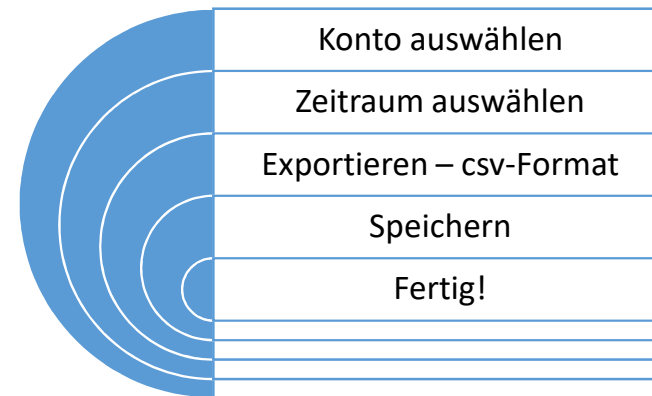 Konto auswählen
Zeitraum auswählen
Exportieren – csv-Format
Speichern
Fertig!